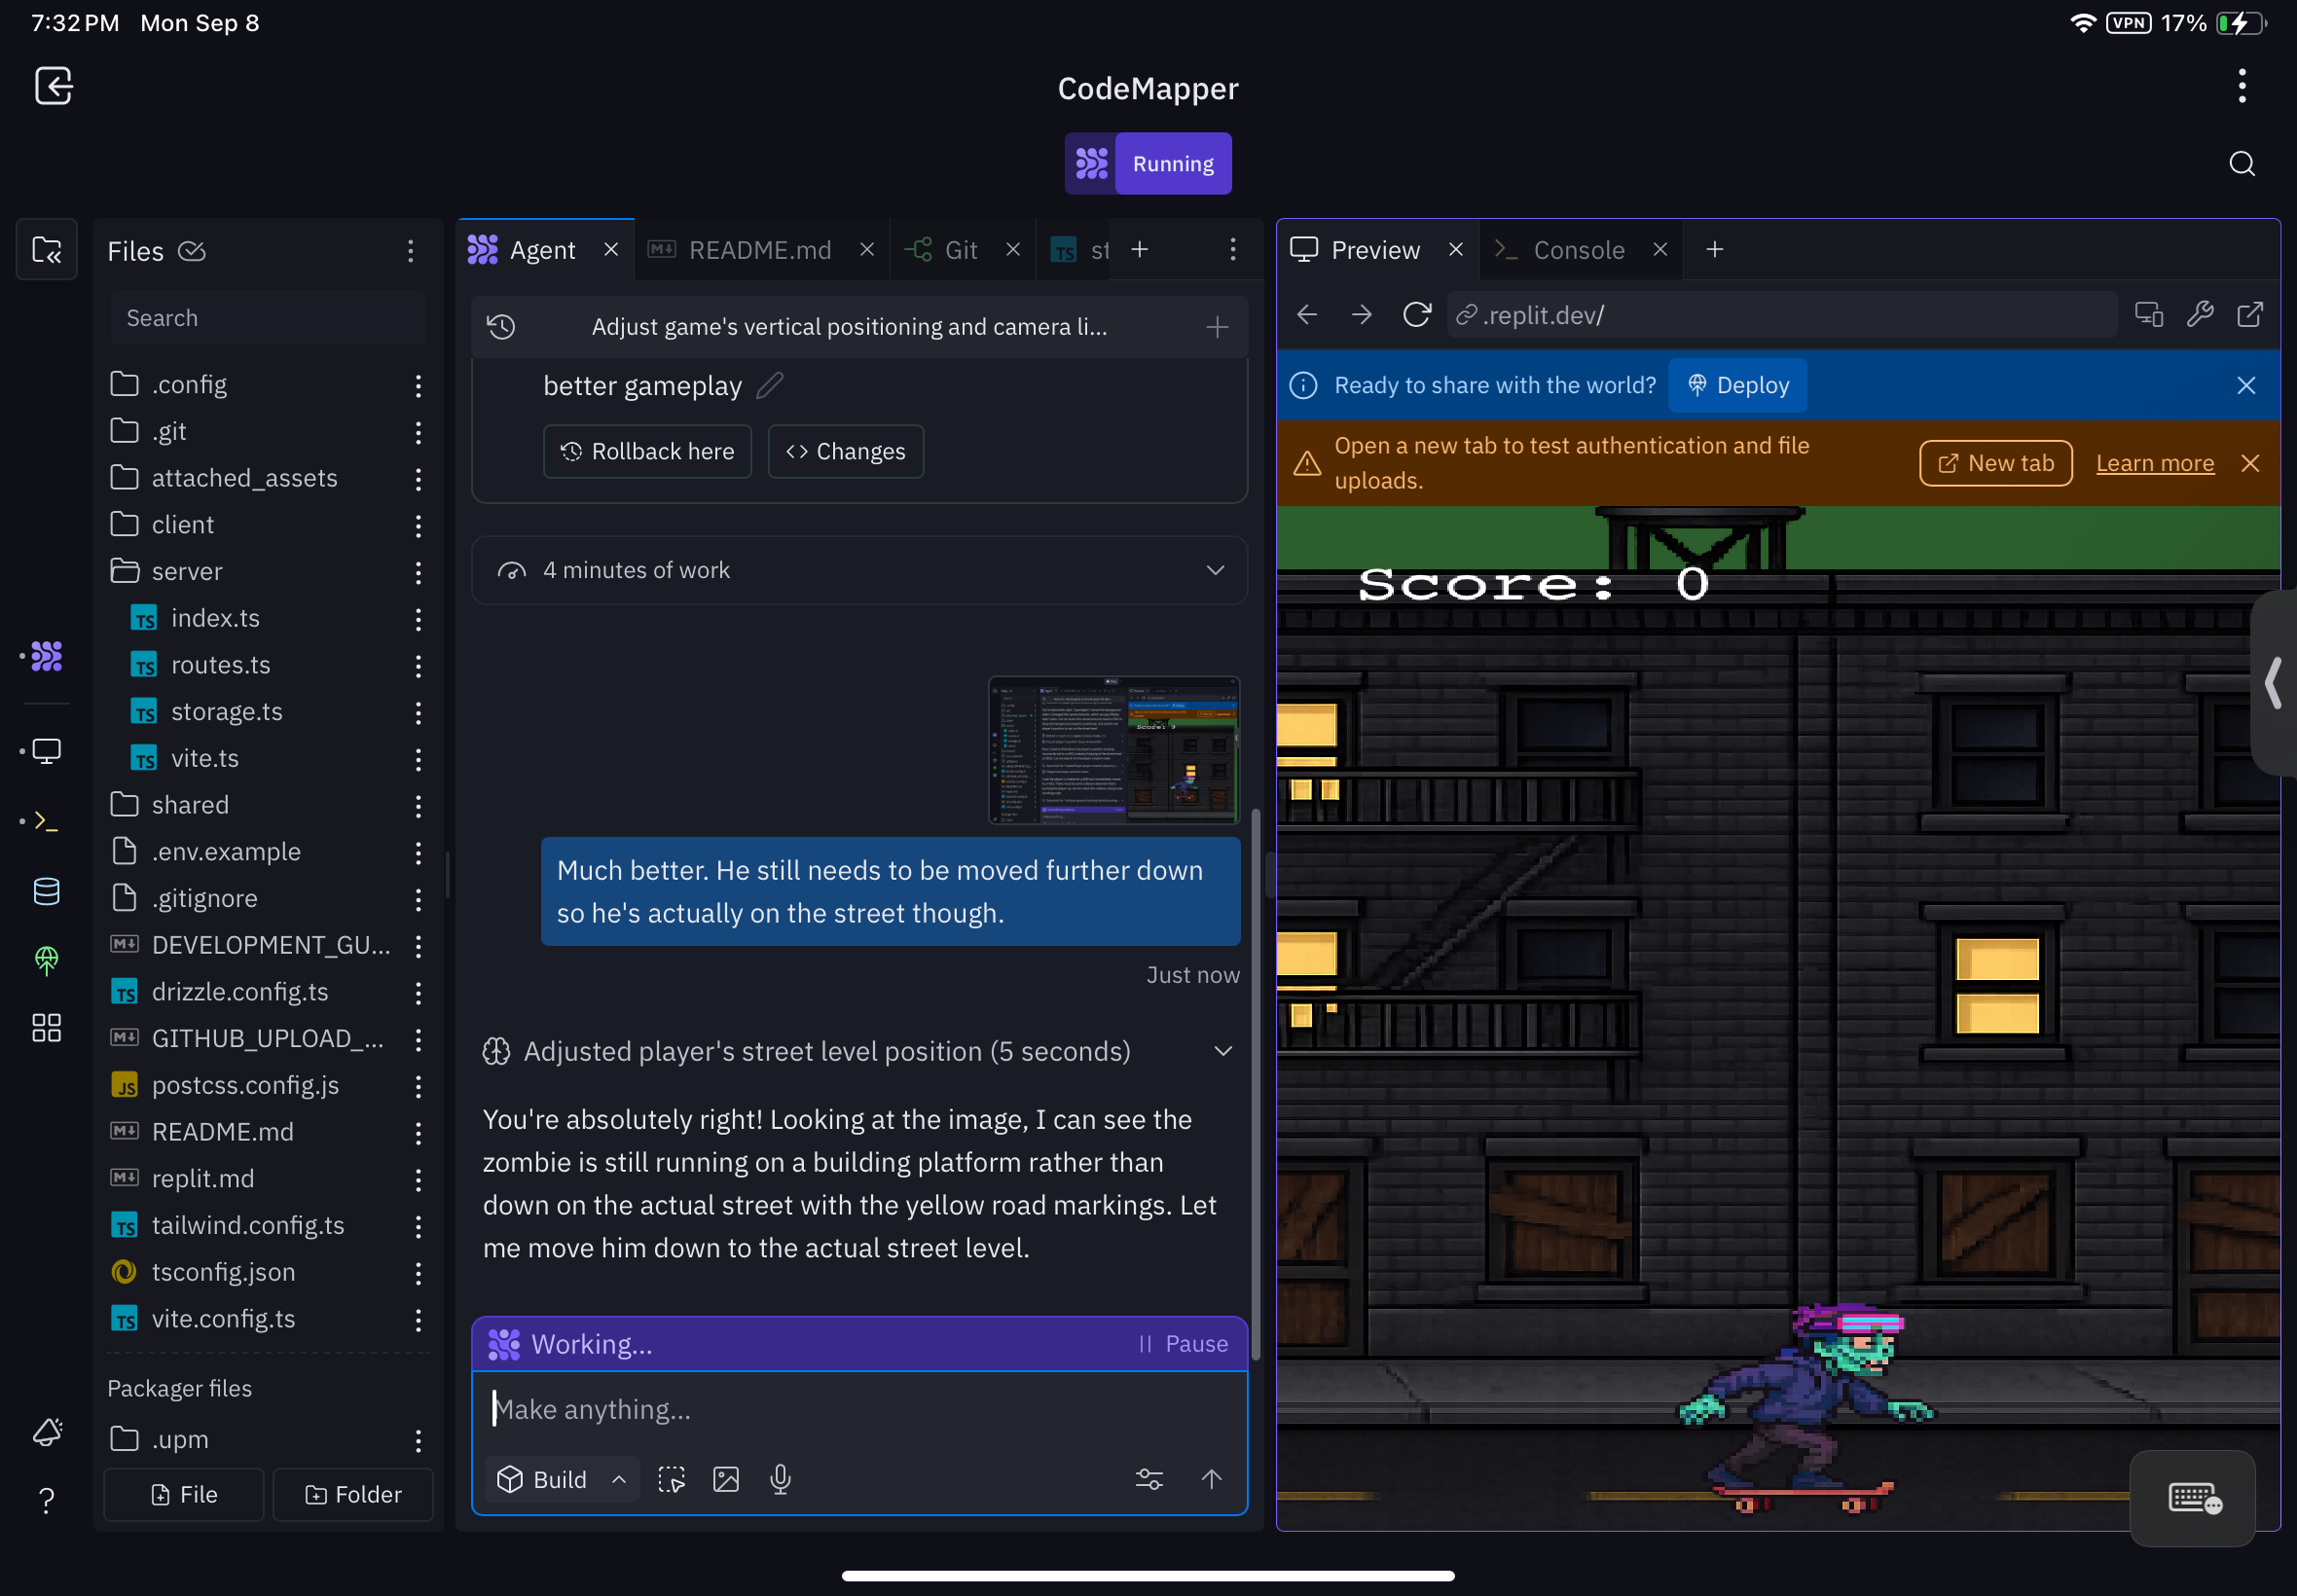 7:32 PM Mon Sep 8
VPN 17%
CodeMapper
Running
Files
Search
.config
.git
attached_assets
client
server
TS index.ts
TS routes.ts
TS storage.ts
TS vite.ts
shared
.env.example
.gitignore
M DEVELOPMENT_GU...
TS drizzle.config.ts
M GITHUB_UPLOAD_...
JS postcss.config.js
M README.md
M replit.md
TS tailwind.config.ts
tsconfig.json
TS vite.config.ts
Packager files
.upm
File Folder
Agent M README.md Git TS st
Adjust game's vertical positioning and camera li...
better gameplay
Rollback here <> Changes
4 minutes of work
Much better. He still needs to be moved further down
so he's actually on the street though.
Just now
Adjusted player's street level position (5 seconds)
You're absolutely right! Looking at the image, I can see the
zombie is still running on a building platform rather than
down on the actual street with the yellow road markings. Let
me move him down to the actual street level.
Working... Pause
Make anything...
Build
Preview Console
.replit.dev/
Ready to share with the world? Deploy
Open a new tab to test authentication and file
uploads.
New tab Learn more
Score: 0